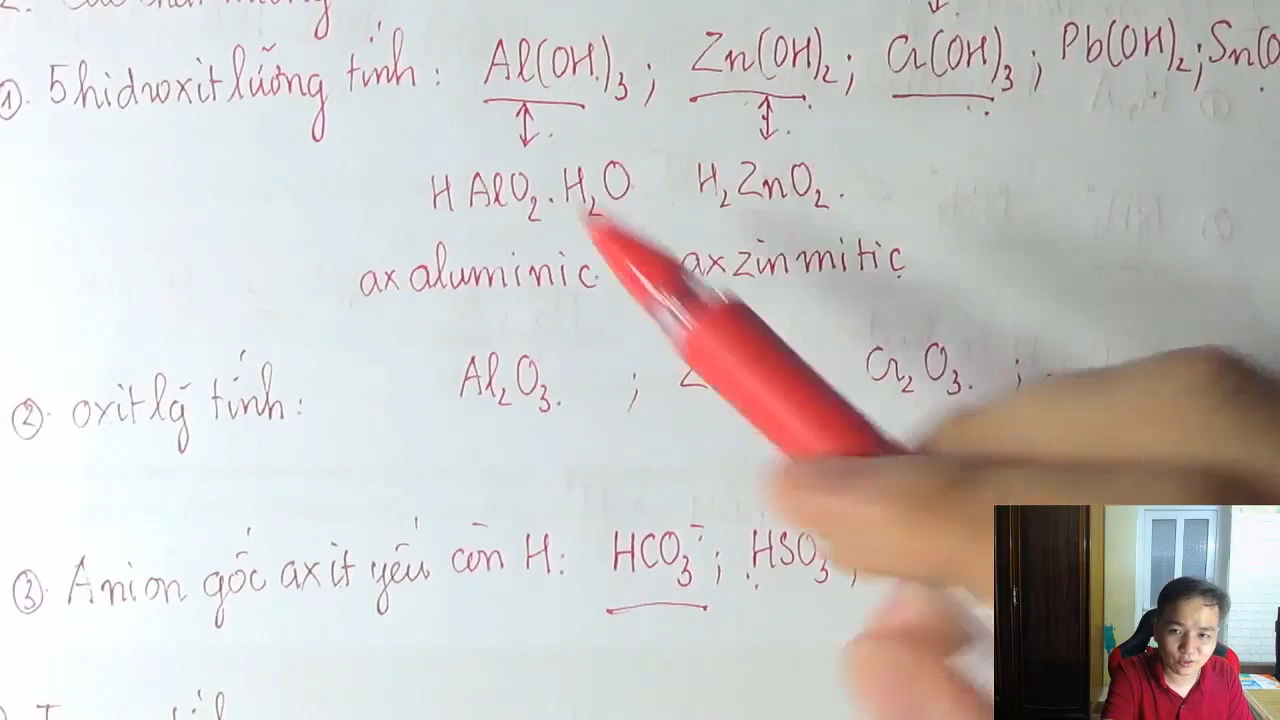 ① 5 hidroxit lưỡng tính: Al(OH)₃; Zn(OH)₂; Cr(OH)₃; Pb(OH)₂; Sn(O
HAlO₂.H₂O H₂ZnO₂.
ax aluminic ax zinmitic
② oxit lg tính: Al₂O₃. ; Cr₂O₃. ;
③ Anion gốc axit yếu còn H: HCO₃⁻; HSO₃